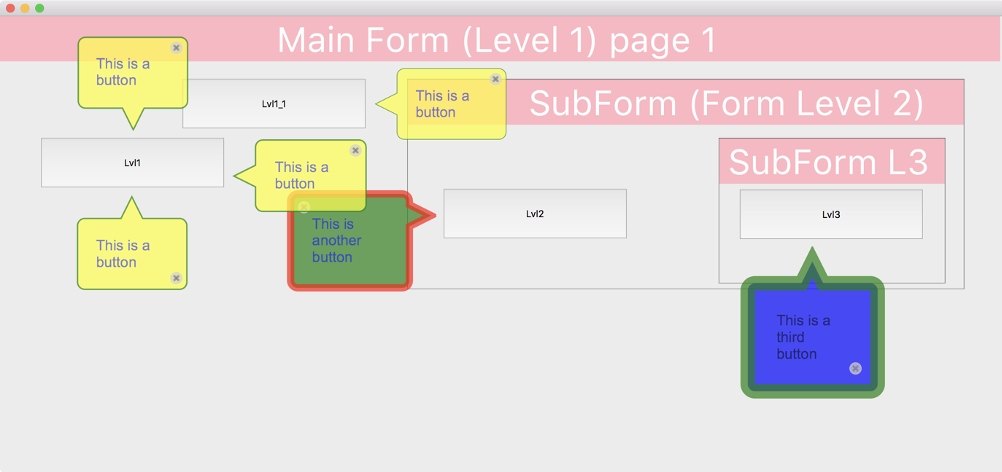 Main Form (Level 1) page 1
This is a
button
Lvl1_1
This is a
button
SubForm (Form Level 2)
Lvl1
This is a
button
SubForm L3
This is a
button
This is
another
button
Lvl2
Lvl3
This is a
third
button